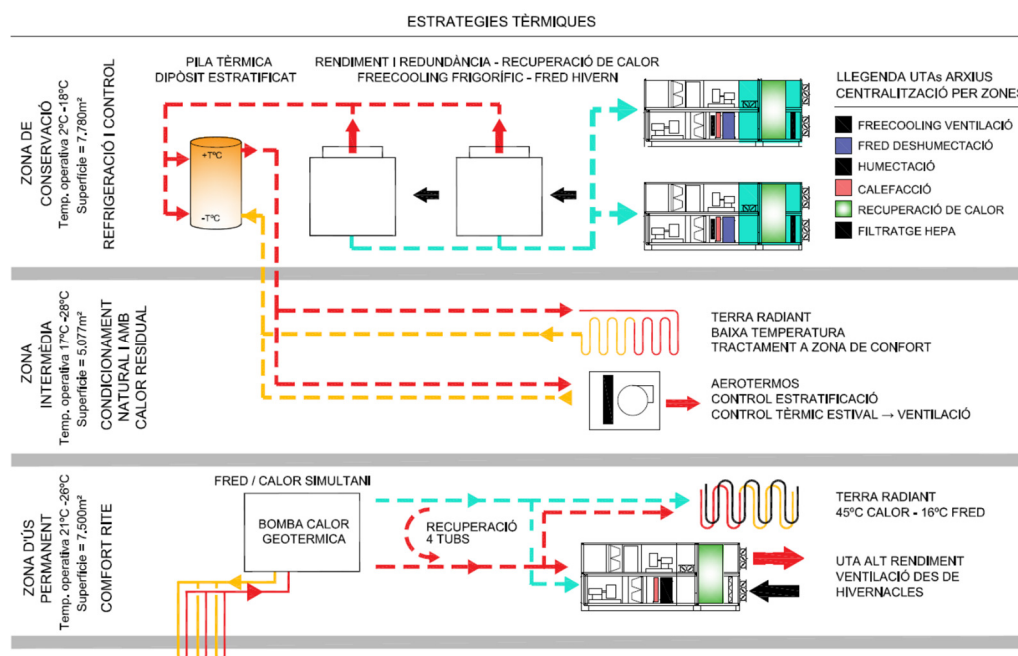 ESTRATEGIES TÈRMIQUES
ZONA DE
CONSERVACIÓ
Temp. operativa 2ºC -18ºC
Superfície = 7,780m²
REFRIGERACIÓ I CONTROL
PILA TÈRMICA
DIPÒSIT ESTRATIFICAT
+TºC
-TºC
RENDIMENT I REDUNDÀNCIA - RECUPERACIÓ DE CALOR
FREECOOLING FRIGORÍFIC - FRED HIVERN
LLEGENDA UTAs ARXIUS
CENTRALITZACIÓ PER ZONES
FREECOOLING VENTILACIÓ
FRED DESHUMECTACIÓ
HUMECTACIÓ
CALEFACCIÓ
RECUPERACIÓ DE CALOR
FILTRATGE HEPA
ZONA
INTERMÈDIA
Temp. operativa 17ºC -28ºC
Superfície = 5,077m²
CONDICIONAMENT
NATURAL I AMB
CALOR RESIDUAL
TERRA RADIANT
BAIXA TEMPERATURA
TRACTAMENT A ZONA DE CONFORT
AEROTERMOS
CONTROL ESTRATIFICACIÓ
CONTROL TÈRMIC ESTIVAL → VENTILACIÓ
ZONA D'ÚS
PERMANENT
Temp. operativa 21ºC -26ºC
Superfície = 7,500m²
COMFORT RITE
FRED / CALOR SIMULTANI
BOMBA CALOR
GEOTERMICA
RECUPERACIÓ
4 TUBS
TERRA RADIANT
45ºC CALOR - 16ºC FRED
UTA ALT RENDIMENT
VENTILACIÓ DES DE
HIVERNACLES